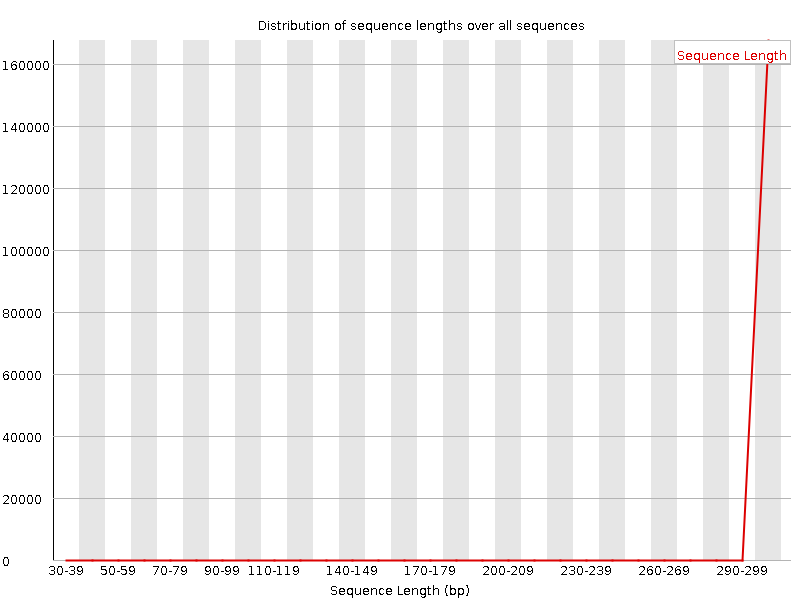 Distribution of sequence lengths over all sequences
Sequence Length
160000
140000
120000
100000
80000
60000
40000
20000
0
30-39 50-59 70-79 90-99 110-119 140-149 170-179 200-209 230-239 260-269 290-299
Sequence Length (bp)